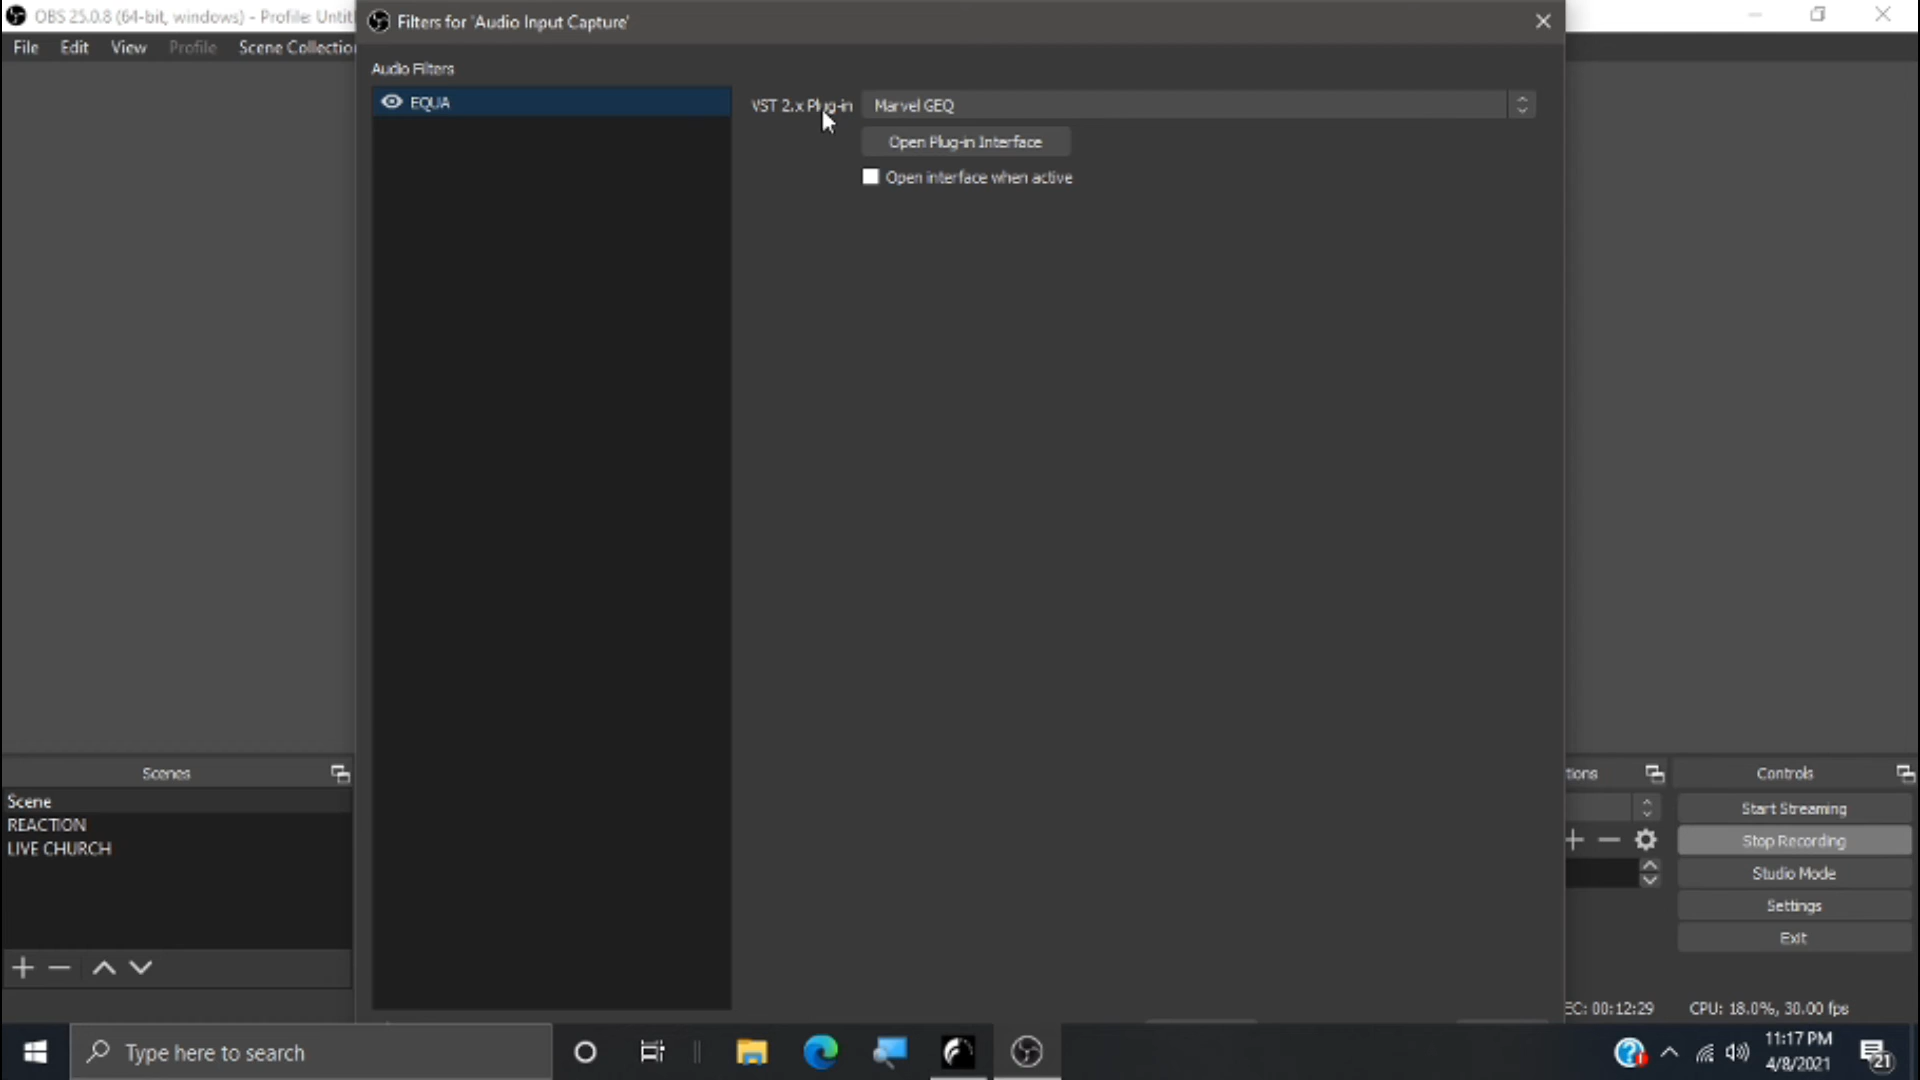 OBS 25.0.8 (64-bit, windows) - Profile: Untit
Filters for 'Audio Input Capture'
File Edit View Profile Scene Collection
Audio Filters
EQUA
VST 2.x Plug-in Marvel GEQ
Open Plug-in Interface
Open interface when active
Scenes
Scene
REACTION
LIVE CHURCH
tions
Controls
Start Streaming
Stop Recording
Studio Mode
Settings
Exit
EC: 00:12:29 CPU: 18.0%, 30.00 fps
Type here to search
11:17 PM
4/8/2021
21